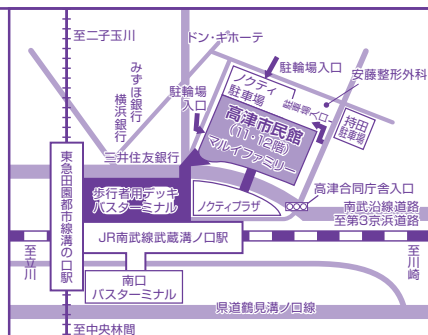 至二子玉川
ドン・キホーテ
みずほ銀行
横浜銀行
駐輪場入口
安藤整形外科
駐輪場
入口
ノクティ
駐車場
駐車場入口
持田
駐車場
高津市民館
(11・12階)
マルイファミリー
三井住友銀行
高津合同庁舎入口
歩行者用デッキ
バスターミナル
ノクティプラザ
南武沿線道路
至第3京浜道路
東急田園都市線溝の口駅
JR南武線武蔵溝ノ口駅
至立川
至川崎
南口
バスターミナル
県道鶴見溝ノ口線
至中央林間